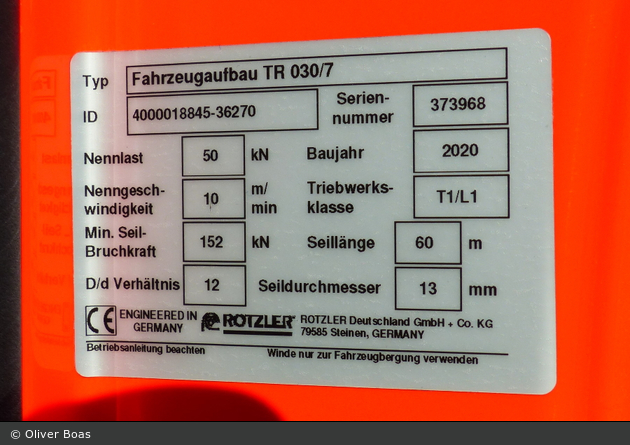 Typ Fahrzeugaufbau TR 030/7
ID 4000018845-36270 Serien-
nummer 373968
Nennlast 50 kN Baujahr 2020
Nenngesch-
windigkeit 10 m/
min Triebwerks-
klasse T1/L1
Min. Seil-
Bruchkraft 152 kN Seillänge 60 m
D/d Verhältnis 12 Seildurchmesser 13 mm
CE ENGINEERED IN
GERMANY ROTZLER ROTZLER Deutschland GmbH + Co. KG
79585 Steinen, GERMANY
Betriebsanleitung beachten Winde nur zur Fahrzeugbergung verwenden
© Oliver Boas